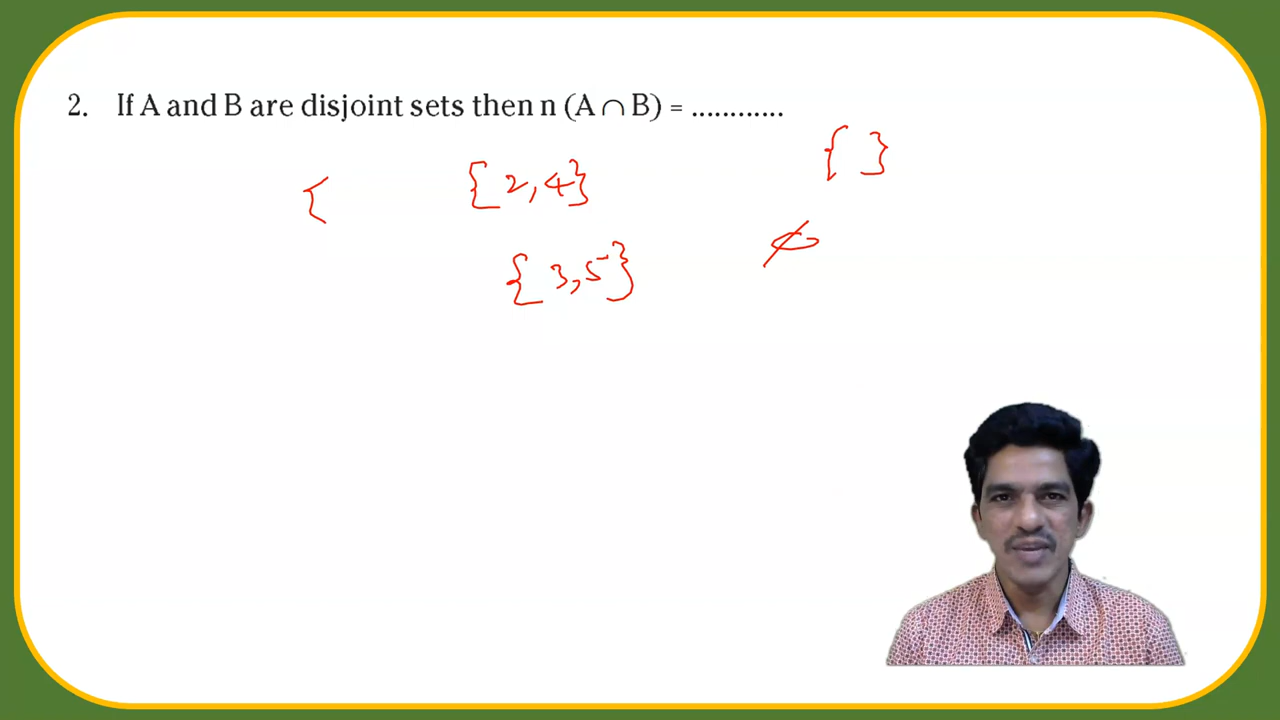 2. If A and B are disjoint sets then n (A ∩ B) = ............
{ }
{ {2,4}
∅
{3,5}